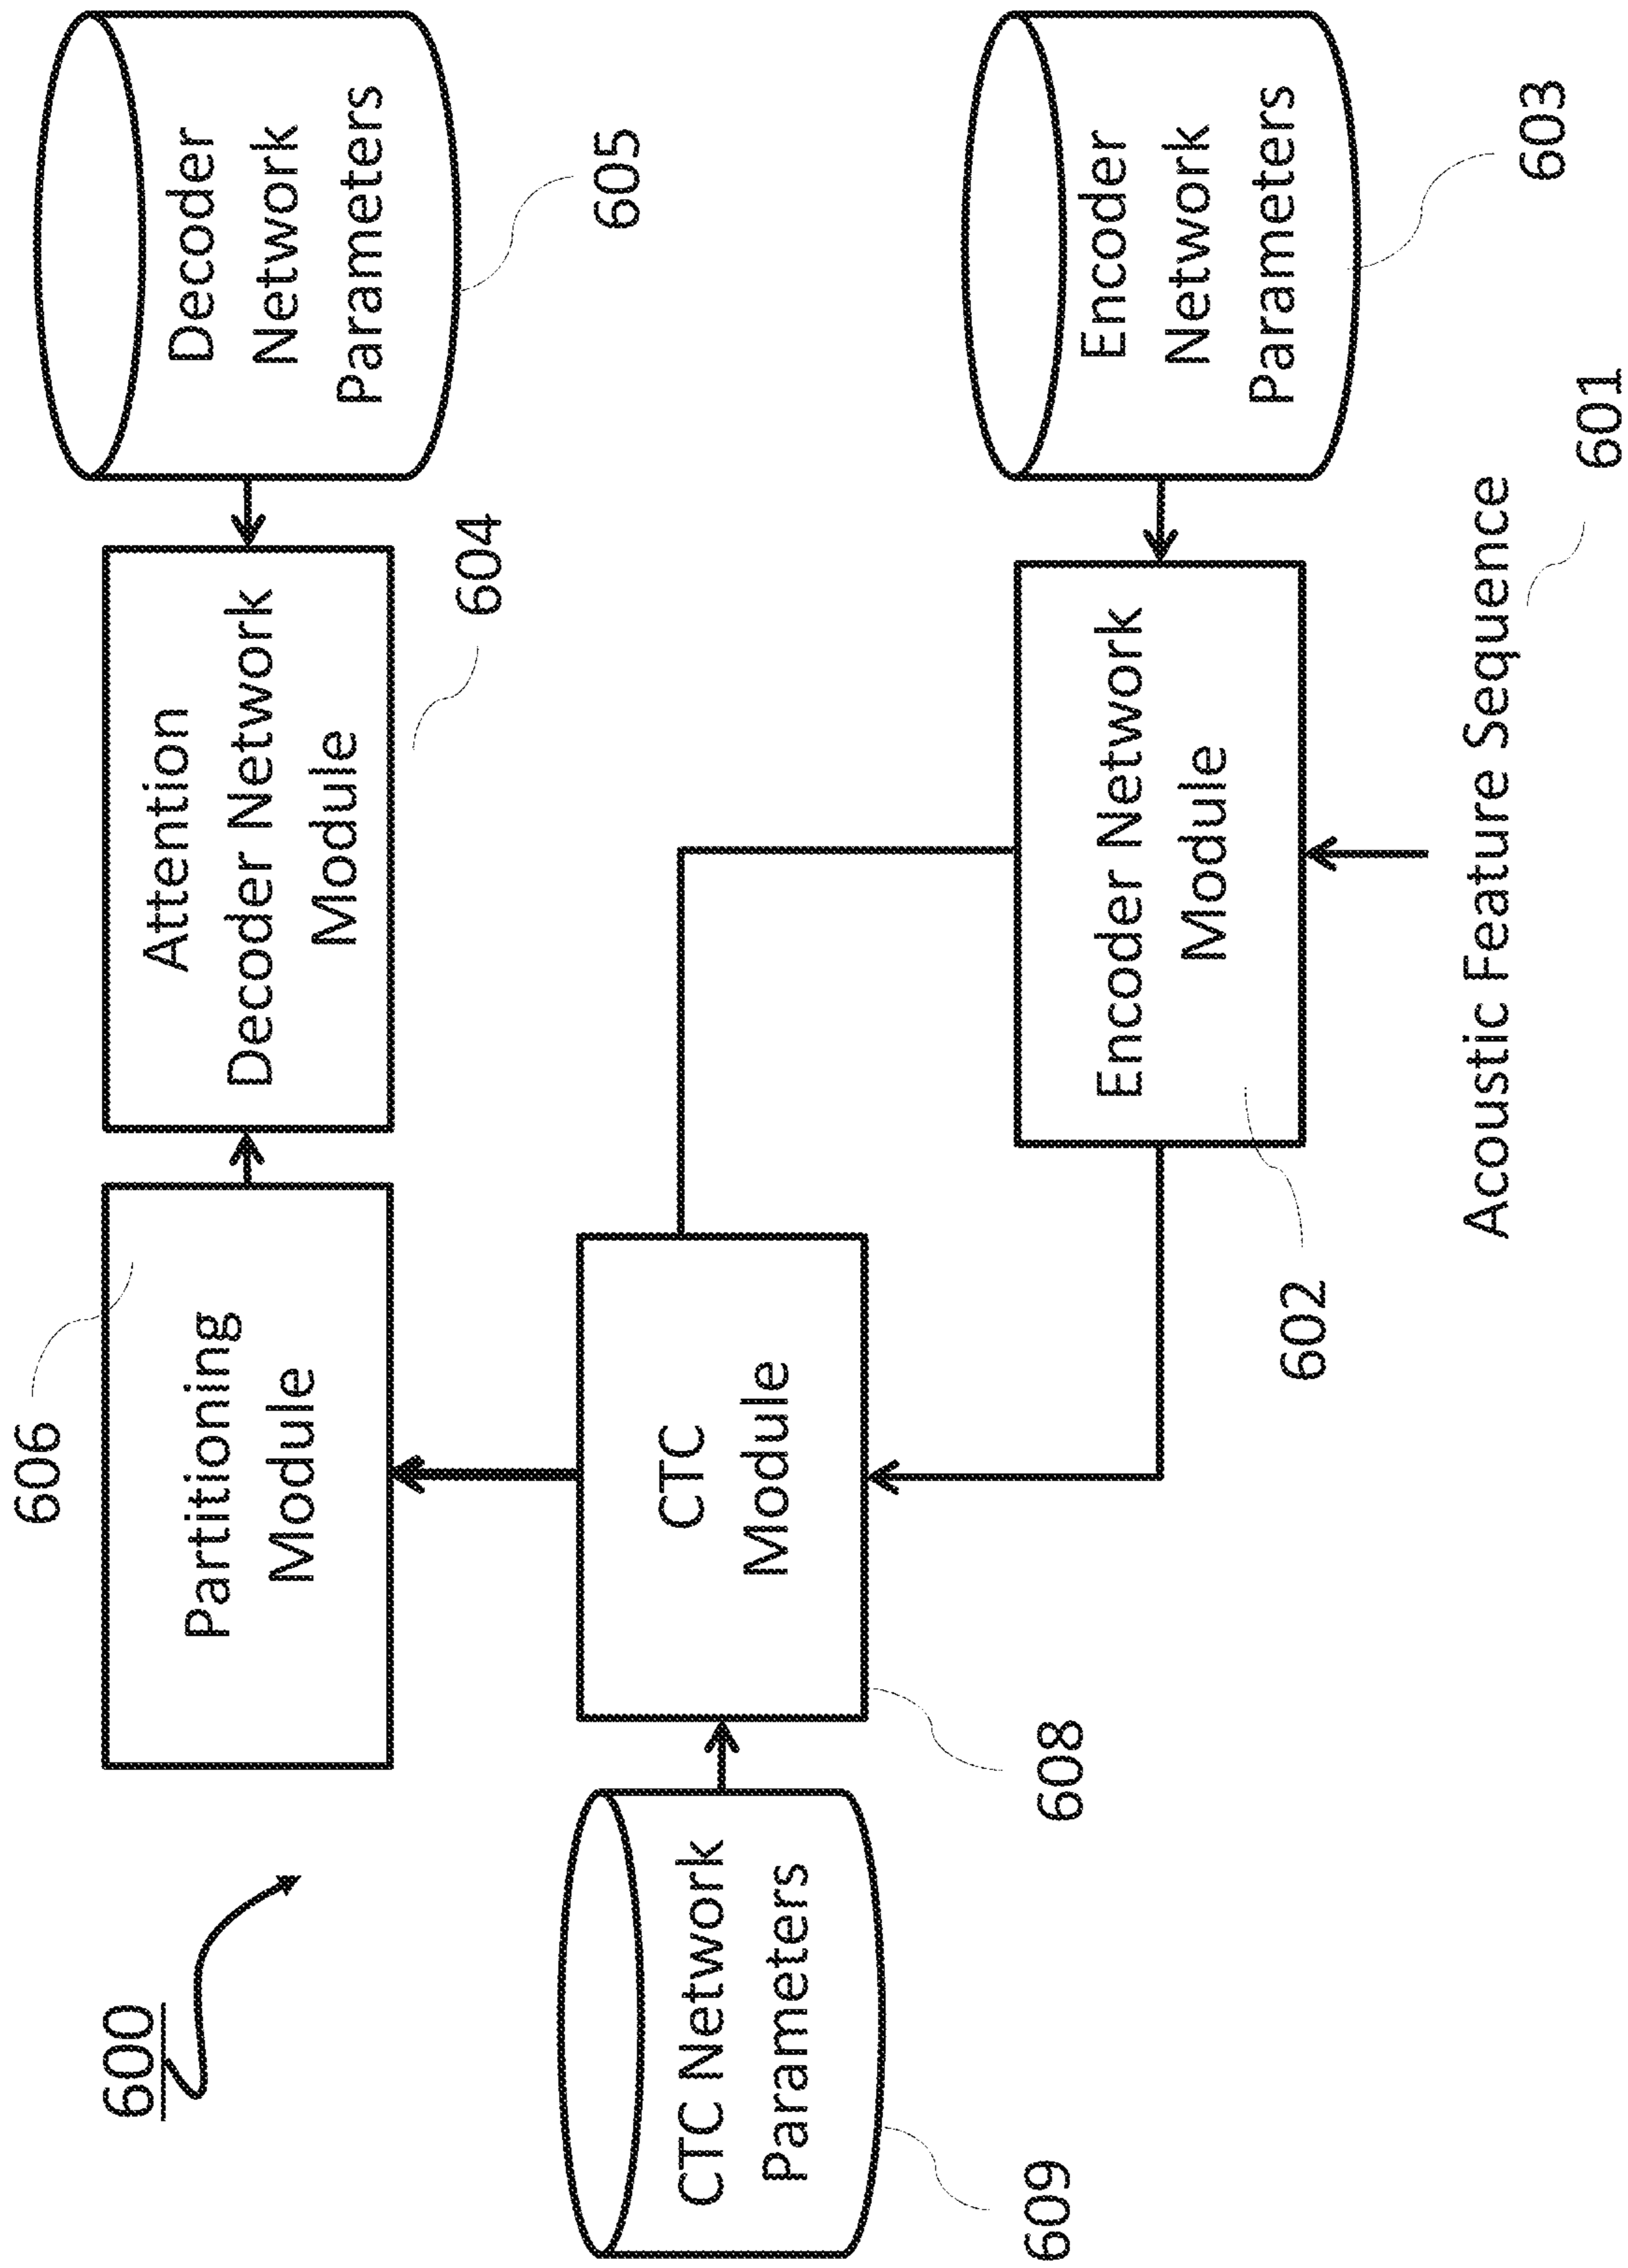 600
606
Partitioning
Module
Attention
Decoder Network
Module
604
Decoder
Network
Parameters
605
CTC Network
Parameters
609
CTC
Module
608
Encoder Network
Module
602
Encoder
Network
Parameters
603
Acoustic Feature Sequence
601